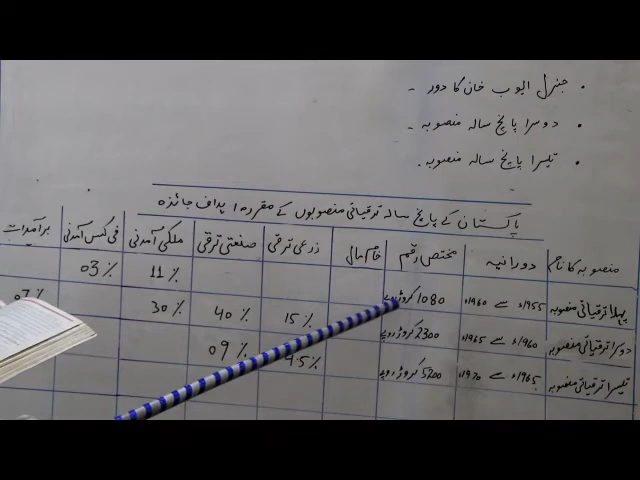 ۔ جنرل ایوب خان کا دور ۔
۔ دوسرا پانچ سالہ منصوبہ ۔
۔ تیسرا پانچ سالہ منصوبہ ۔
پاکستان کے پانچ سالہ ترقیاتی منصوبوں کے مقررہ اہداف جائزہ
منصوبہ کا نام دورانیہ مختص رقم خام مال زرعی ترقی صنعتی ترقی ملکی آمدنی فی کس آمدنی برآمدات
پہلا ترقیاتی منصوبہ 1955ء سے 1960ء 1080 کروڑ روپے 11% 03%
دوسرا ترقیاتی منصوبہ 1960ء سے 1965ء 2300 کروڑ روپے 15% 40% 30%
تیسرا ترقیاتی منصوبہ 1965ء سے 1970ء 5200 کروڑ روپے 4.5% 09%